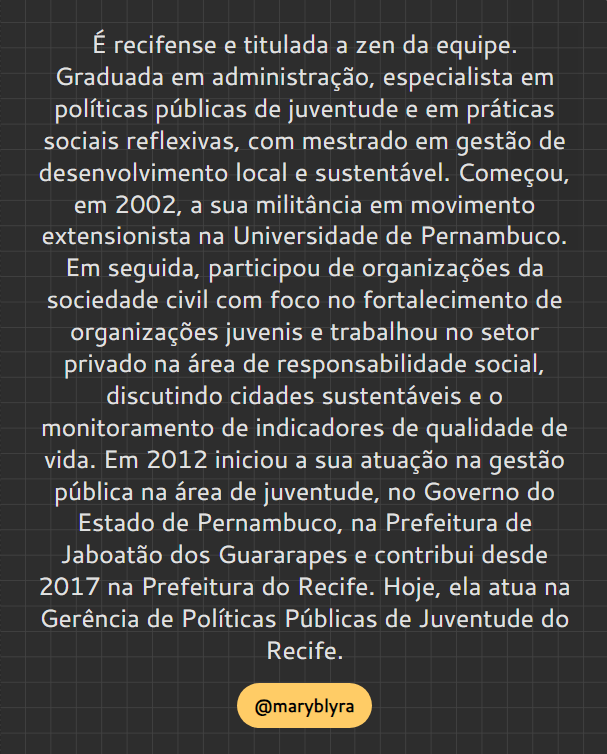 É recifense e titulada a zen da equipe.
Graduada em administração, especialista em
políticas públicas de juventude e em práticas
sociais reflexivas, com mestrado em gestão de
desenvolvimento local e sustentável. Começou,
em 2002, a sua militância em movimento
extensionista na Universidade de Pernambuco.
Em seguida, participou de organizações da
sociedade civil com foco no fortalecimento de
organizações juvenis e trabalhou no setor
privado na área de responsabilidade social,
discutindo cidades sustentáveis e o
monitoramento de indicadores de qualidade de
vida. Em 2012 iniciou a sua atuação na gestão
pública na área de juventude, no Governo do
Estado de Pernambuco, na Prefeitura de
Jaboatão dos Guararapes e contribui desde
2017 na Prefeitura do Recife. Hoje, ela atua na
Gerência de Políticas Públicas de Juventude do
Recife.
@maryblyra